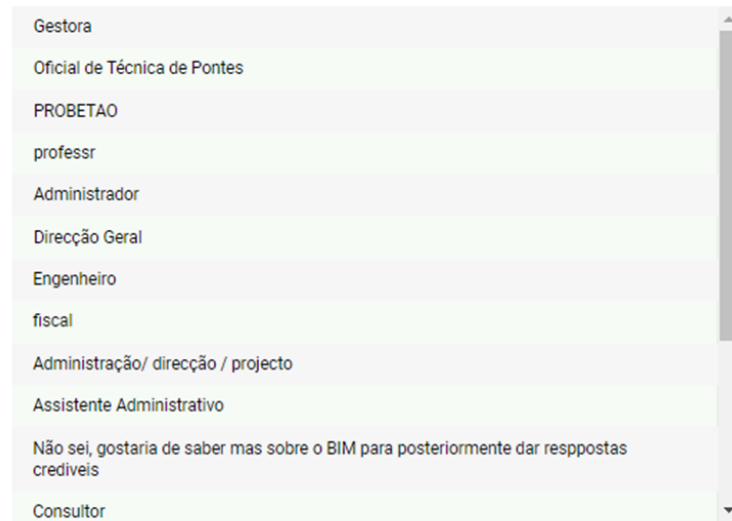 Gestora
Oficial de Técnica de Pontes
PROBETAO
professr
Administrador
Direcção Geral
Engenheiro
fiscal
Administração/ direcção / projecto
Assistente Administrativo
Não sei, gostaria de saber mas sobre o BIM para posteriormente dar resppostas
crediveis
Consultor